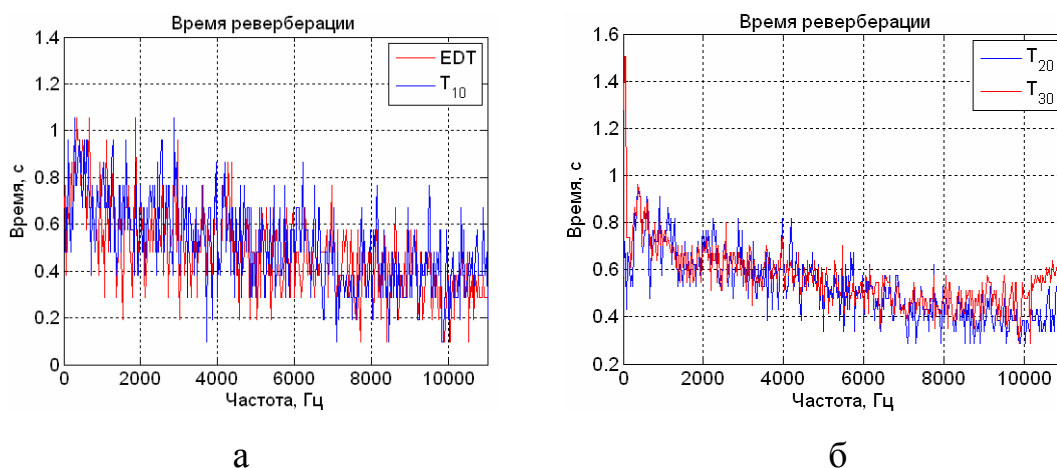 Время реверберации
1.4
1.2
1
0.8
0.6
0.4
0.2
0
Время, с
EDT
T10
0 2000 4000 6000 8000 10000
Частота, Гц
а
Время реверберации
1.6
1.4
1.2
1
0.8
0.6
0.4
0.2
Время, с
T20
T30
0 2000 4000 6000 8000 10000
Частота, Гц
б